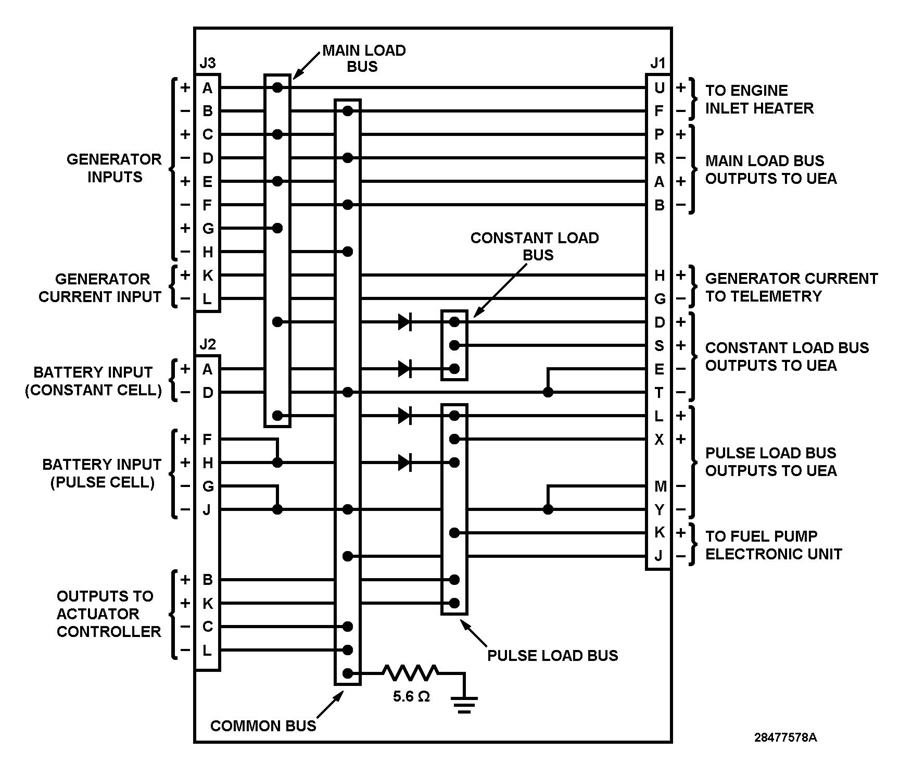 MAIN LOAD
BUS
J3
J1
GENERATOR
INPUTS
+ A
− B
+ C
− D
+ E
− F
+ G
− H
GENERATOR
CURRENT INPUT
+ K
− L
J2
BATTERY INPUT
(CONSTANT CELL)
+ A
− D
BATTERY INPUT
(PULSE CELL)
+ F
+ H
− G
− J
OUTPUTS TO
ACTUATOR
CONTROLLER
+ B
+ K
− C
− L
U +
F −
TO ENGINE
INLET HEATER
P +
R −
A +
B −
MAIN LOAD BUS
OUTPUTS TO UEA
CONSTANT LOAD
BUS
H +
G −
GENERATOR CURRENT
TO TELEMETRY
D +
S +
E −
T −
CONSTANT LOAD BUS
OUTPUTS TO UEA
L +
X +
M −
Y −
PULSE LOAD BUS
OUTPUTS TO UEA
K +
J −
TO FUEL PUMP
ELECTRONIC UNIT
PULSE LOAD BUS
5.6 Ω
COMMON BUS
28477578A